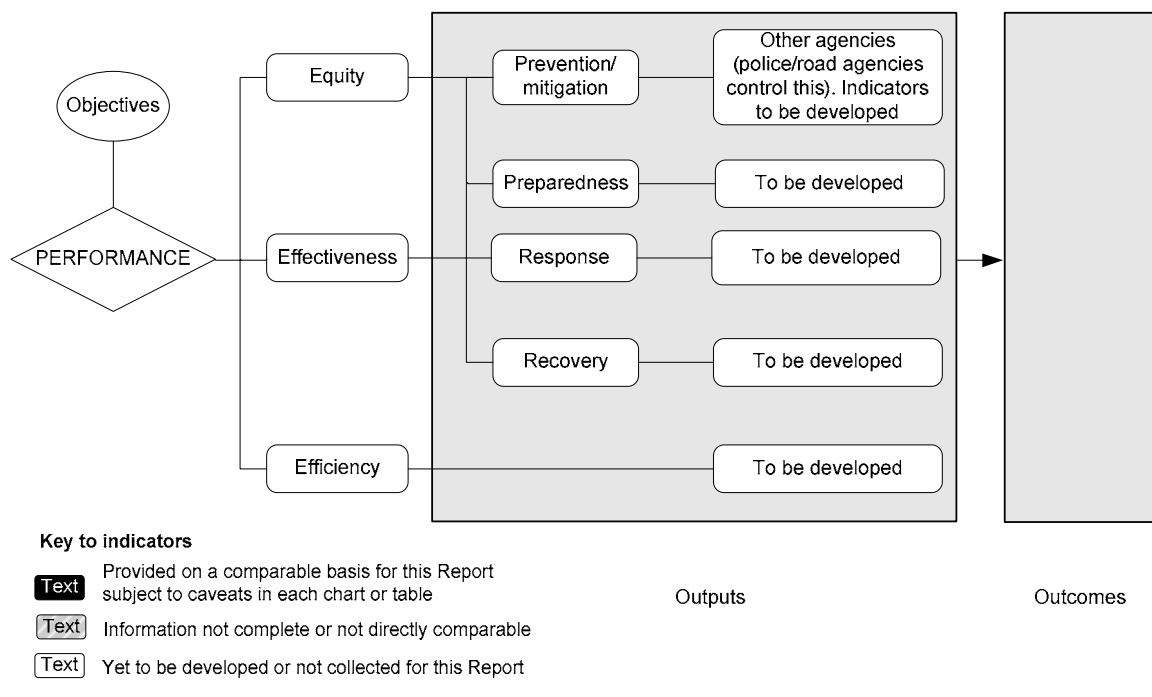 Objectives
PERFORMANCE
Equity
Effectiveness
Efficiency
Prevention/
mitigation
Preparedness
Response
Recovery
Other agencies
(police/road agencies
control this). Indicators
to be developed
To be developed
To be developed
To be developed
To be developed
Key to indicators
Text
Provided on a comparable basis for this Report
subject to caveats in each chart or table
Text
Information not complete or not directly comparable
Text
Yet to be developed or not collected for this Report
Outputs
Outcomes